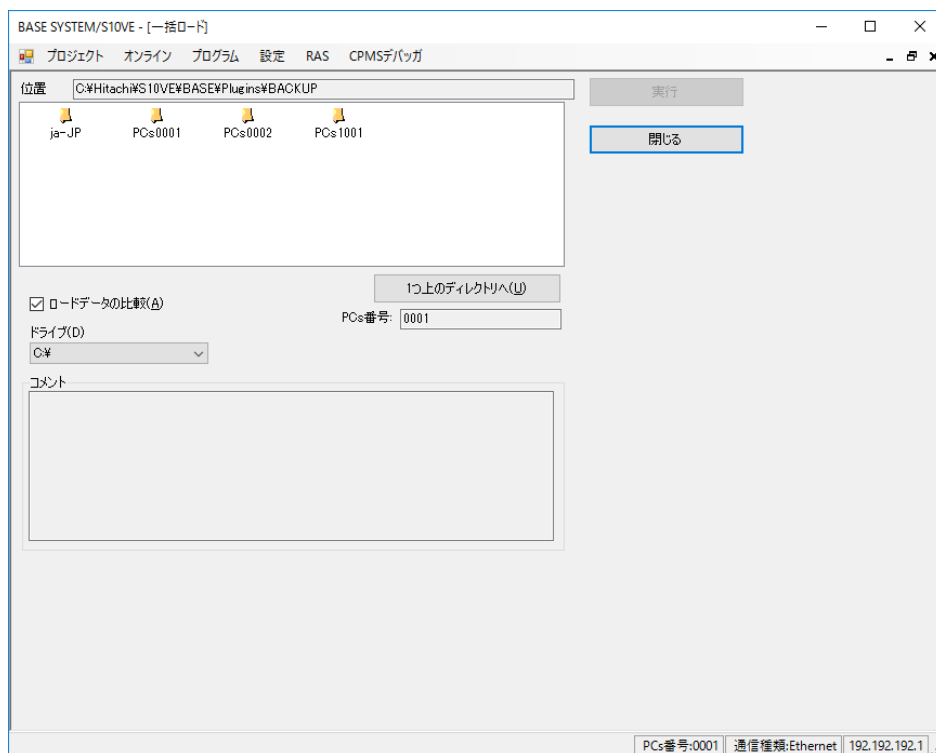 BASE SYSTEM/S10VE - [一括ロード]
プロジェクト オンライン プログラム 設定 RAS CPMSデバッガ
位置 C:¥Hitachi¥S10VE¥BASE¥Plugins¥BACKUP
実行
ja-JP PCs0001 PCs0002 PCs1001
閉じる
1つ上のディレクトリへ(U)
ロードデータの比較(A)
PCs番号: 0001
ドライブ(D)
C:¥
コメント
PCs番号:0001 通信種類:Ethernet 192.192.192.1